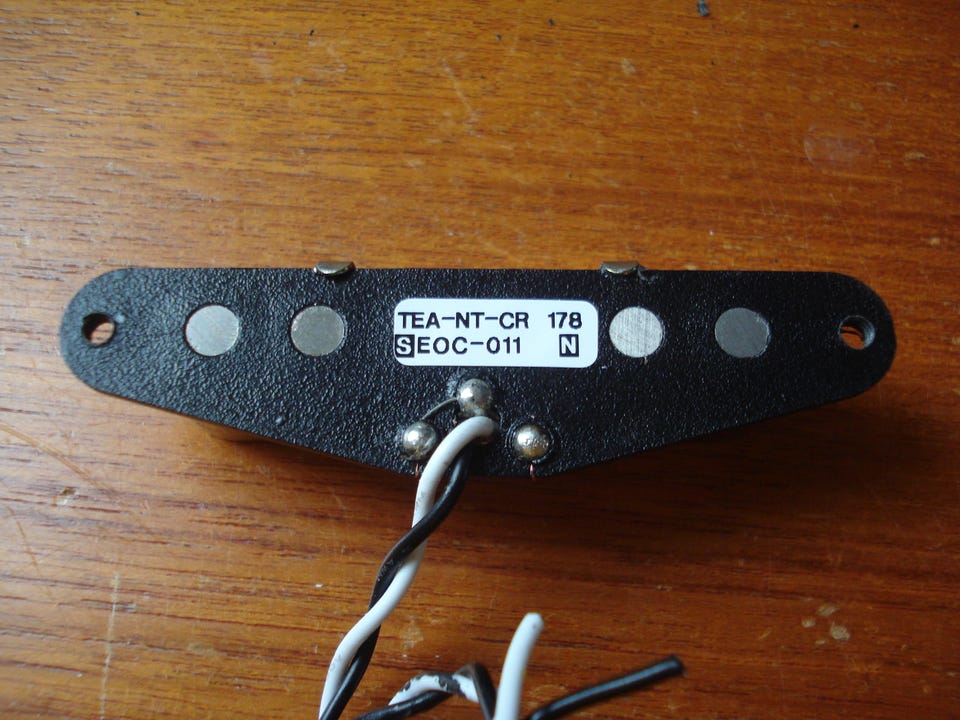 TEA-NT-CR 178
SEOC-011 N